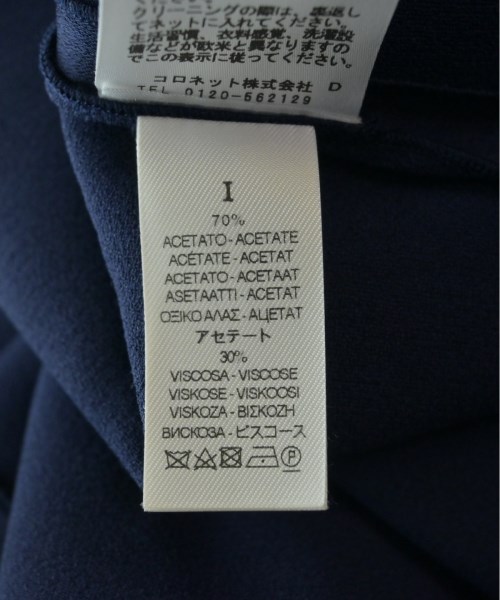 クリーニングの際は、裏返し
てネットに入れてください。
生活習慣、衣料感覚、洗濯設
備などが欧米と異なりますの
でこの表示に従ってください。
コロネット株式会社 D
TEL 0120-562129
I
70%
ACETATO - ACETATE
ACÉTATE - ACETAT
ACETATO - ACETAAT
ASETAATTI - ACETAT
ΟΞΙΚΟ ΑΛΑΣ - АЦЕТАТ
アセテート
30%
VISCOSA - VISCOSE
VISKOSE - VISKOOSI
VISKOZA - ΒΙΣΚΟΖΗ
ВИСКОЗА - ビスコース
P